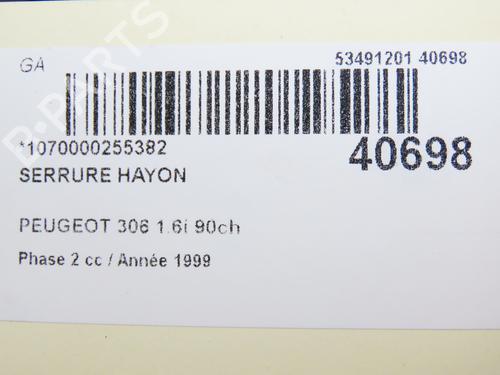 GA
53491201 40698
B-PARTS
*1070000255382
40698
SERRURE HAYON
PEUGEOT 306 1.6i 90ch
Phase 2 cc / Année 1999